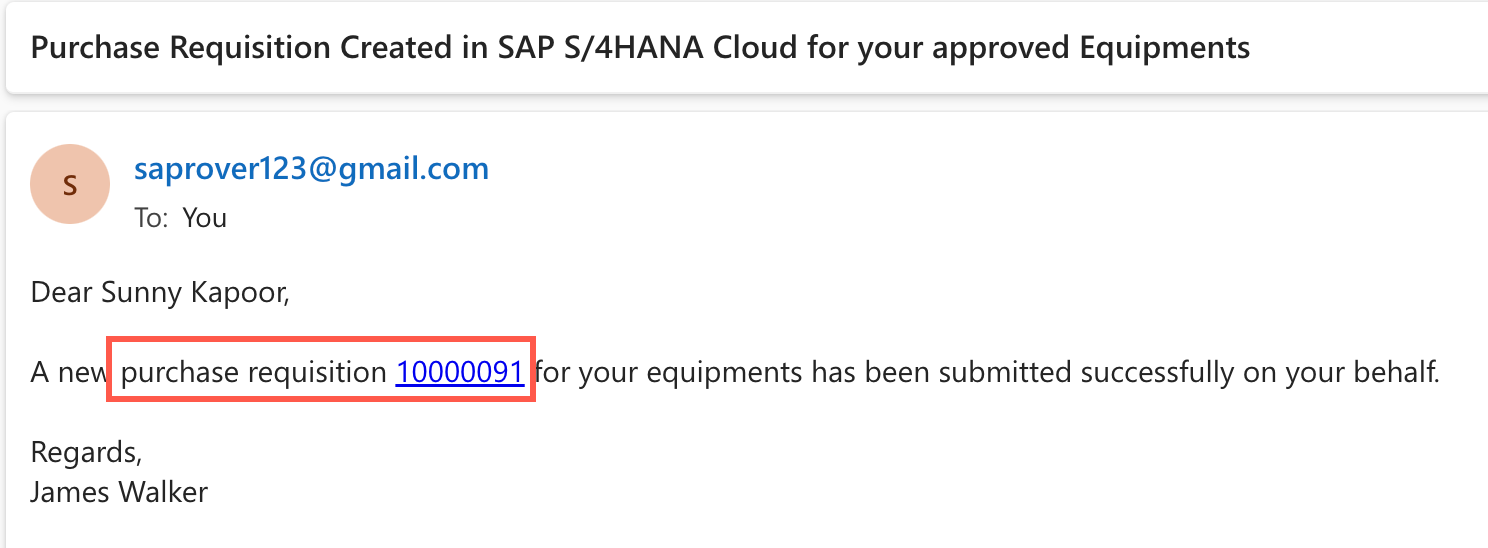 Purchase Requisition Created in SAP S/4HANA Cloud for your approved Equipments
S
saprover123@gmail.com
To: You
Dear Sunny Kapoor,
A new purchase requisition 10000091 for your equipments has been submitted successfully on your behalf.
Regards,
James Walker